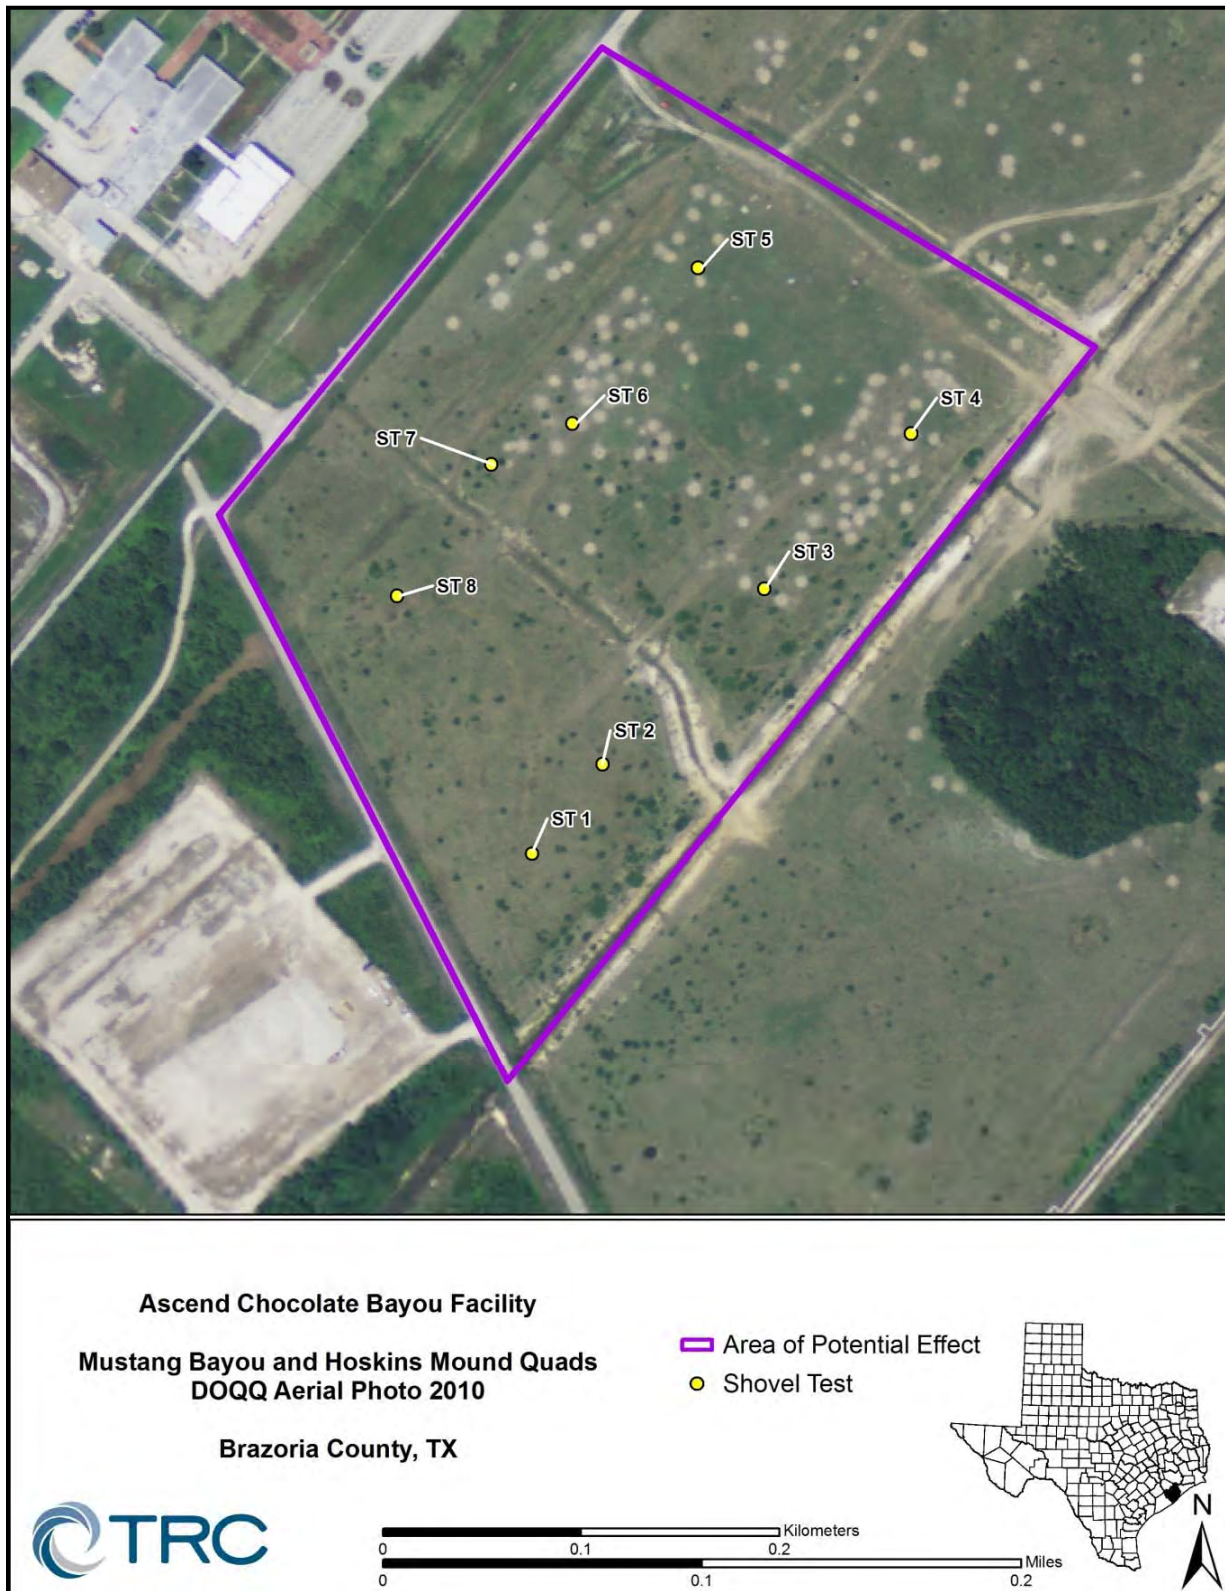 ST 5
ST 6
ST 4
ST 7
ST 3
ST 8
ST 2
ST 1
Ascend Chocolate Bayou Facility
Mustang Bayou and Hoskins Mound Quads
DOQQ Aerial Photo 2010
Brazoria County, TX
Area of Potential Effect
Shovel Test
TRC
N
Kilometers
0 0.1 0.2
Miles
0 0.1 0.2